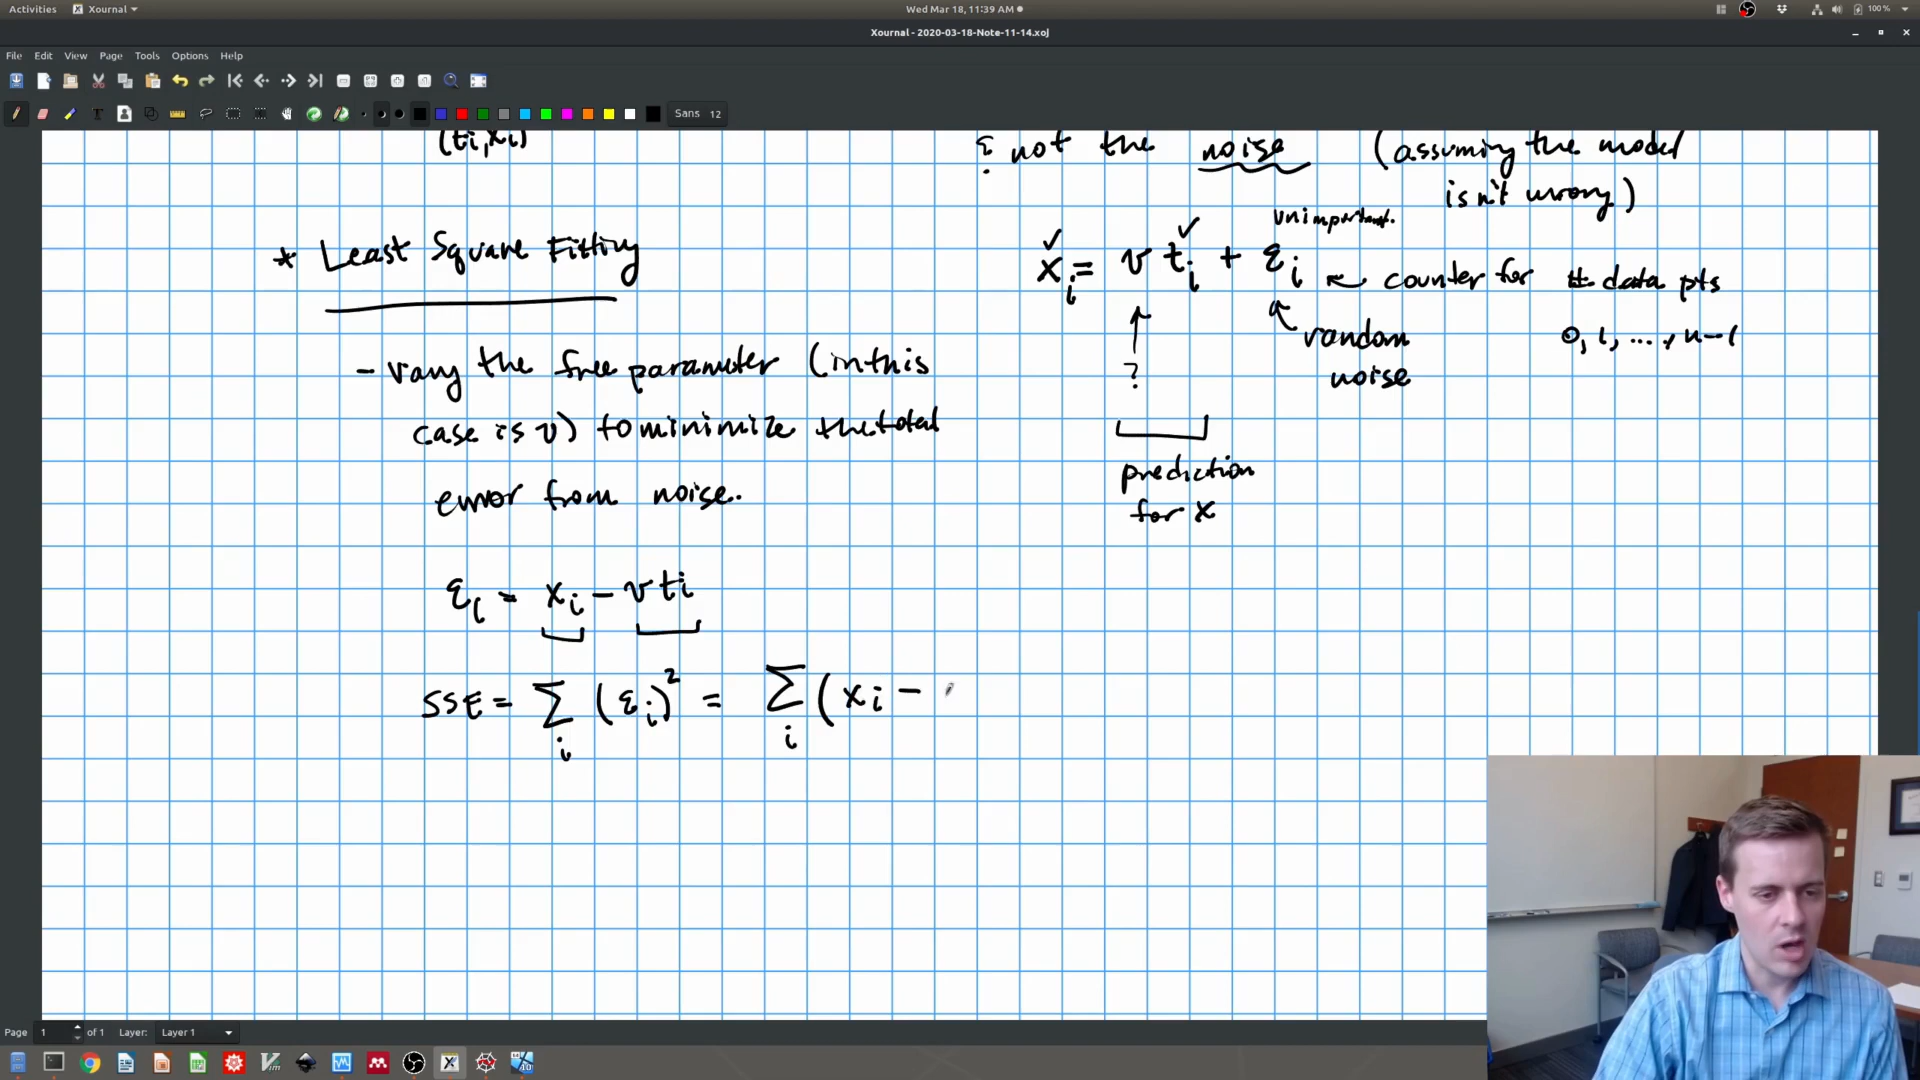 Activities
Xournal
Wed Mar 18, 11:39 AM
100 %
Xournal - 2020-03-18-Note-11-14.xoj
File Edit View Page Tools Options Help
Sans 12
(ti,xi)
& not the noise (assuming the model
isn't wrong)
* Least Square Fitting
- vary the free parameter (in this
case is v) to minimize the total
error from noise.
εi = xi - v ti
SSE = ∑i (εi)² = ∑i (xi -
unimportant.
✓ ✓
xi = v ti + εi ← counter for # data pts
0, 1, ..., n-1
random
noise
?
prediction
for x
Page 1 of 1 Layer: Layer 1